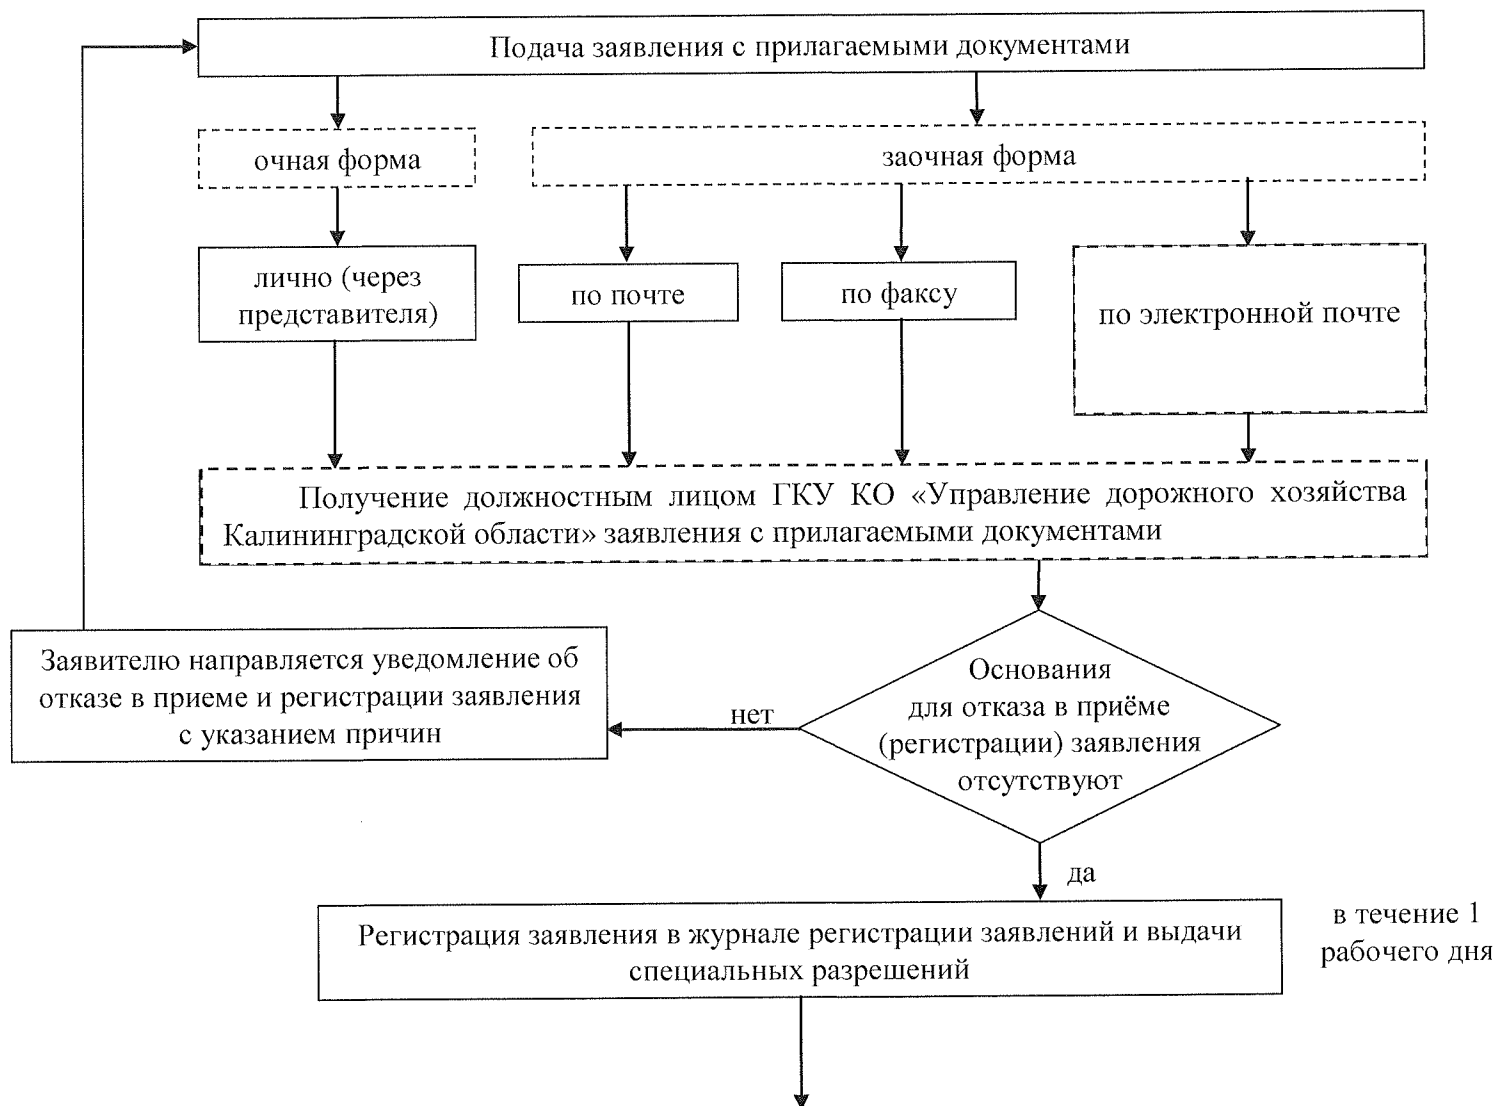 Подача заявления с прилагаемыми документами
очная форма
заочная форма
лично (через
представителя)
по почте
по факсу
по электронной почте
Получение должностным лицом ГКУ КО «Управление дорожного хозяйства
Калининградской области» заявления с прилагаемыми документами
Заявителю направляется уведомление об
отказе в приеме и регистрации заявления
с указанием причин
нет
Основания
для отказа в приёме
(регистрации) заявления
отсутствуют
да
Регистрация заявления в журнале регистрации заявлений и выдачи
специальных разрешений
в течение 1
рабочего дня